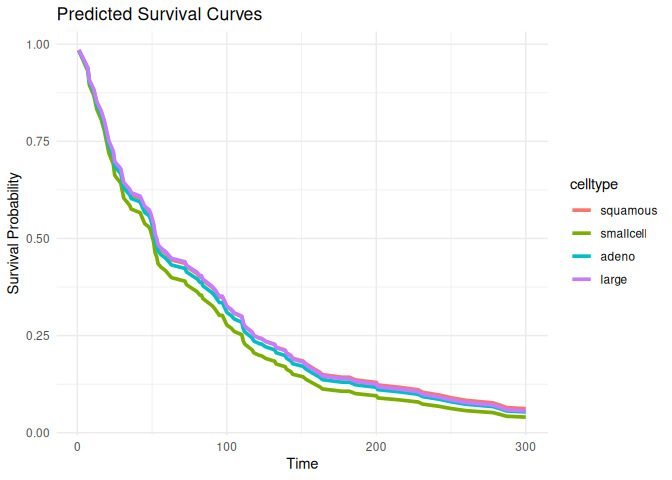 Predicted Survival Curves
1.00
0.75
0.50
0.25
0.00
Survival Probability
0
100
200
300
Time
celltype
squamous
smallcell
adeno
large